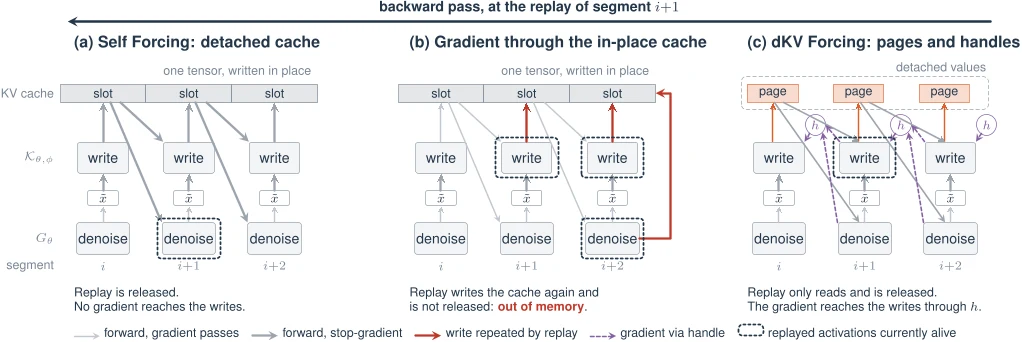 backward pass, at the replay of segment i+1
(a) Self Forcing: detached cache
one tensor, written in place
KV cache
slot
slot
slot
𝒦θ,ϕ
write
write
write
x̃
x̃
x̃
Gθ
denoise
denoise
denoise
segment
i
i+1
i+2
Replay is released.
No gradient reaches the writes.
(b) Gradient through the in-place cache
one tensor, written in place
slot
slot
slot
write
write
write
x̃
x̃
x̃
denoise
denoise
denoise
i
i+1
i+2
Replay writes the cache again and
is not released: out of memory.
(c) dKV Forcing: pages and handles
detached values
page
page
page
h
h
h
write
write
write
x̃
x̃
x̃
denoise
denoise
denoise
i
i+1
i+2
Replay only reads and is released.
The gradient reaches the writes through h.
forward, gradient passes
forward, stop-gradient
write repeated by replay
gradient via handle
replayed activations currently alive